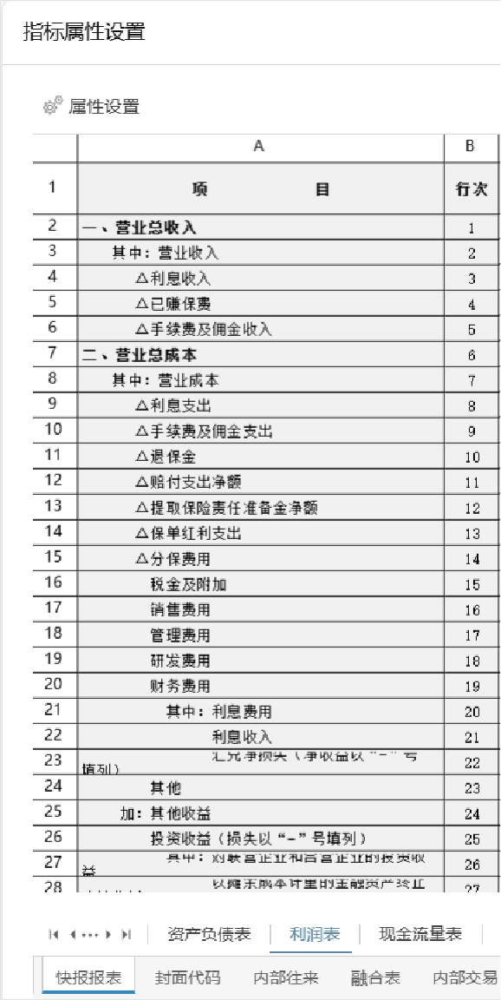 指标属性设置
属性设置
A B
1 项 目 行次
2 一、营业总收入 1
3 其中：营业收入 2
4 △利息收入 3
5 △已赚保费 4
6 △手续费及佣金收入 5
7 二、营业总成本 6
8 其中：营业成本 7
9 △利息支出 8
10 △手续费及佣金支出 9
11 △退保金 10
12 △赔付支出净额 11
13 △提取保险责任准备金净额 12
14 △保单红利支出 13
15 △分保费用 14
16 税金及附加 15
17 销售费用 16
18 管理费用 17
19 研发费用 18
20 财务费用 19
21 其中：利息费用 20
22 利息收入 21
23 汇兑净损失（净收益以“-”号 22
填列）
24 其他 23
25 加：其他收益 24
26 投资收益（损失以“-”号填列） 25
27 其中：对联营企业和合营企业的投资收 26
益
28 以摊余成本计量的金融资产终止 27
资产负债表 利润表 现金流量表
快报报表 封面代码 内部往来 融合表 内部交易